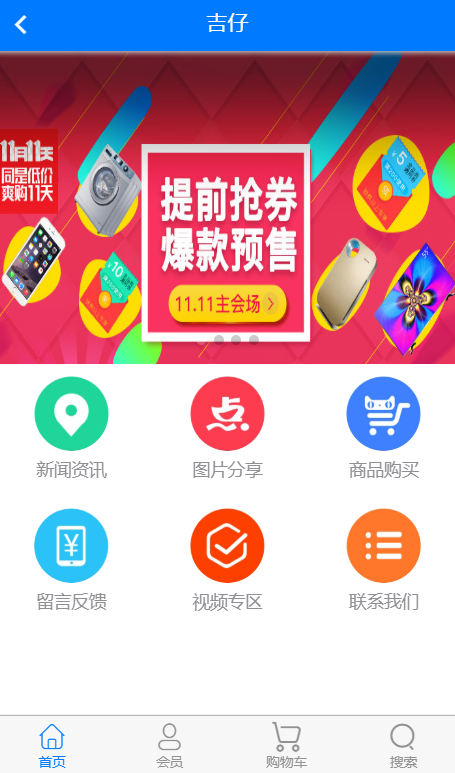 吉仔
11月11天
同是低价
爽购11天
提前抢券
爆款预售
11.11主会场
新闻资讯
图片分享
商品购买
留言反馈
视频专区
联系我们
首页
会员
购物车
搜索